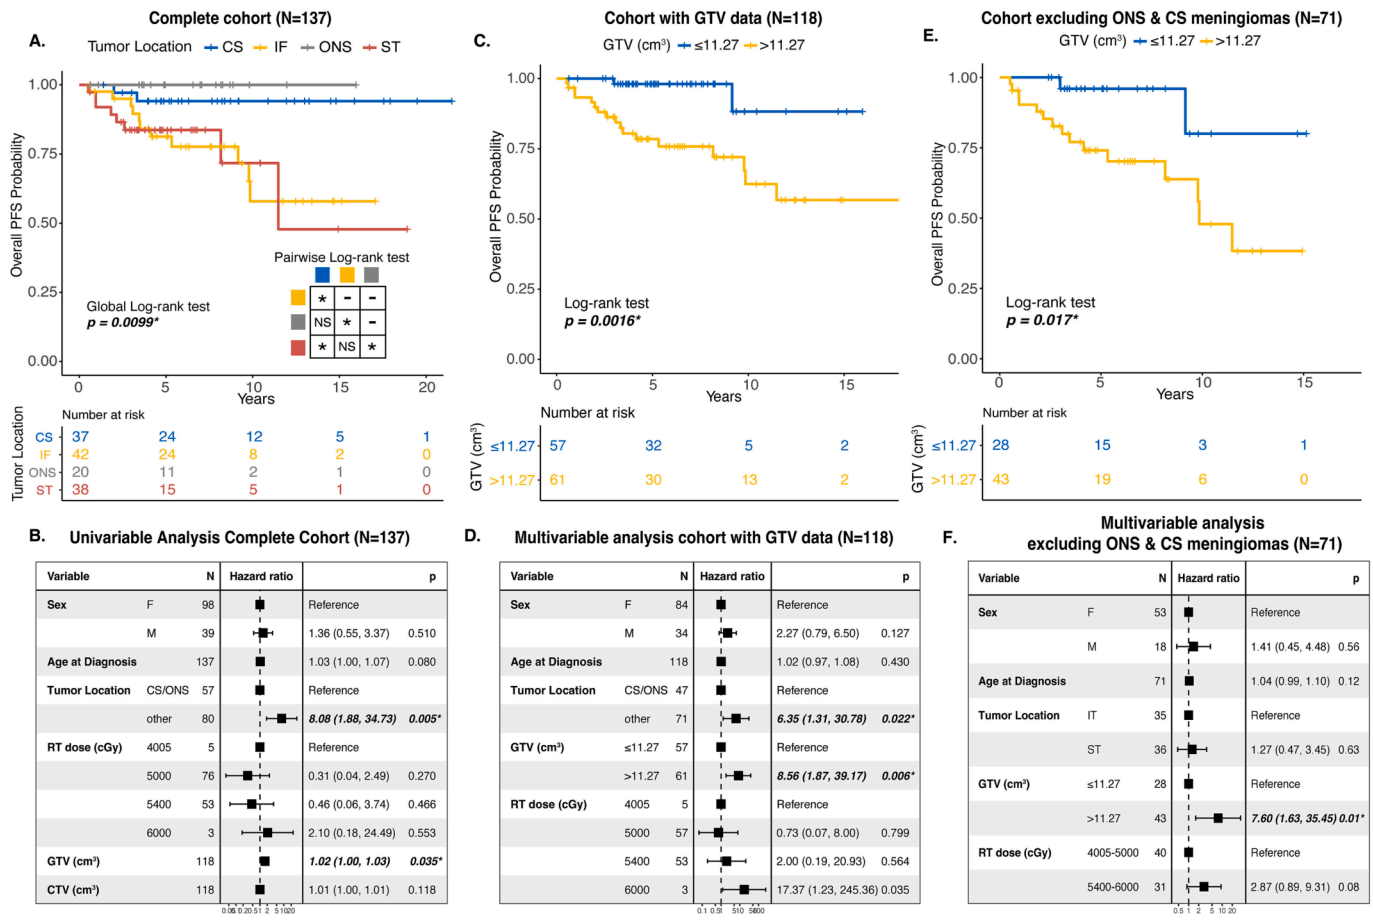 Complete cohort (N=137)
A.
Tumor Location CS IF ONS ST
Overall PFS Probability
1.00
0.75
0.50
0.25
0.00
Pairwise Log-rank test
* - -
NS * -
* NS *
Global Log-rank test
p = 0.0099*
0 5 10 15 20
Years
Number at risk
Tumor Location
CS 37 24 12 5 1
IF 42 24 8 2 0
ONS 20 11 2 1 0
ST 38 15 5 1 0
Cohort with GTV data (N=118)
C.
GTV (cm³) ≤11.27 >11.27
Overall PFS Probability
1.00
0.75
0.50
0.25
0.00
Log-rank test
p = 0.0016*
0 5 10 15
Years
Number at risk
GTV (cm³)
≤11.27 57 32 5 2
>11.27 61 30 13 2
Cohort excluding ONS & CS meningiomas (N=71)
E.
GTV (cm³) ≤11.27 >11.27
Overall PFS Probability
1.00
0.75
0.50
0.25
0.00
Log-rank test
p = 0.017*
0 5 10 15
Years
Number at risk
GTV (cm³)
≤11.27 28 15 3 1
>11.27 43 19 6 0
B. Univariable Analysis Complete Cohort (N=137)
Variable N Hazard ratio p
Sex F 98 Reference
M 39 1.36 (0.55, 3.37) 0.510
Age at Diagnosis 137 1.03 (1.00, 1.07) 0.080
Tumor Location CS/ONS 57 Reference
other 80 8.08 (1.88, 34.73) 0.005*
RT dose (cGy) 4005 5 Reference
5000 76 0.31 (0.04, 2.49) 0.270
5400 53 0.46 (0.06, 3.74) 0.466
6000 3 2.10 (0.18, 24.49) 0.553
GTV (cm³) 118 1.02 (1.00, 1.03) 0.035*
CTV (cm³) 118 1.01 (1.00, 1.01) 0.118
D. Multivariable analysis cohort with GTV data (N=118)
Variable N Hazard ratio p
Sex F 84 Reference
M 34 2.27 (0.79, 6.50) 0.127
Age at Diagnosis 118 1.02 (0.97, 1.08) 0.430
Tumor Location CS/ONS 47 Reference
other 71 6.35 (1.31, 30.78) 0.022*
GTV (cm³) ≤11.27 57 Reference
>11.27 61 8.56 (1.87, 39.17) 0.006*
RT dose (cGy) 4005 5 Reference
5000 57 0.73 (0.07, 8.00) 0.799
5400 53 2.00 (0.19, 20.93) 0.564
6000 3 17.37 (1.23, 245.36) 0.035
F. Multivariable analysis
excluding ONS & CS meningiomas (N=71)
Variable N Hazard ratio p
Sex F 53 Reference
M 18 1.41 (0.45, 4.48) 0.56
Age at Diagnosis 71 1.04 (0.99, 1.10) 0.12
Tumor Location IT 35 Reference
ST 36 1.27 (0.47, 3.45) 0.63
GTV (cm³) ≤11.27 28 Reference
>11.27 43 7.60 (1.63, 35.45) 0.01*
RT dose (cGy) 4005-5000 40 Reference
5400-6000 31 2.87 (0.89, 9.31) 0.08
0.5 1 2 5 10 20